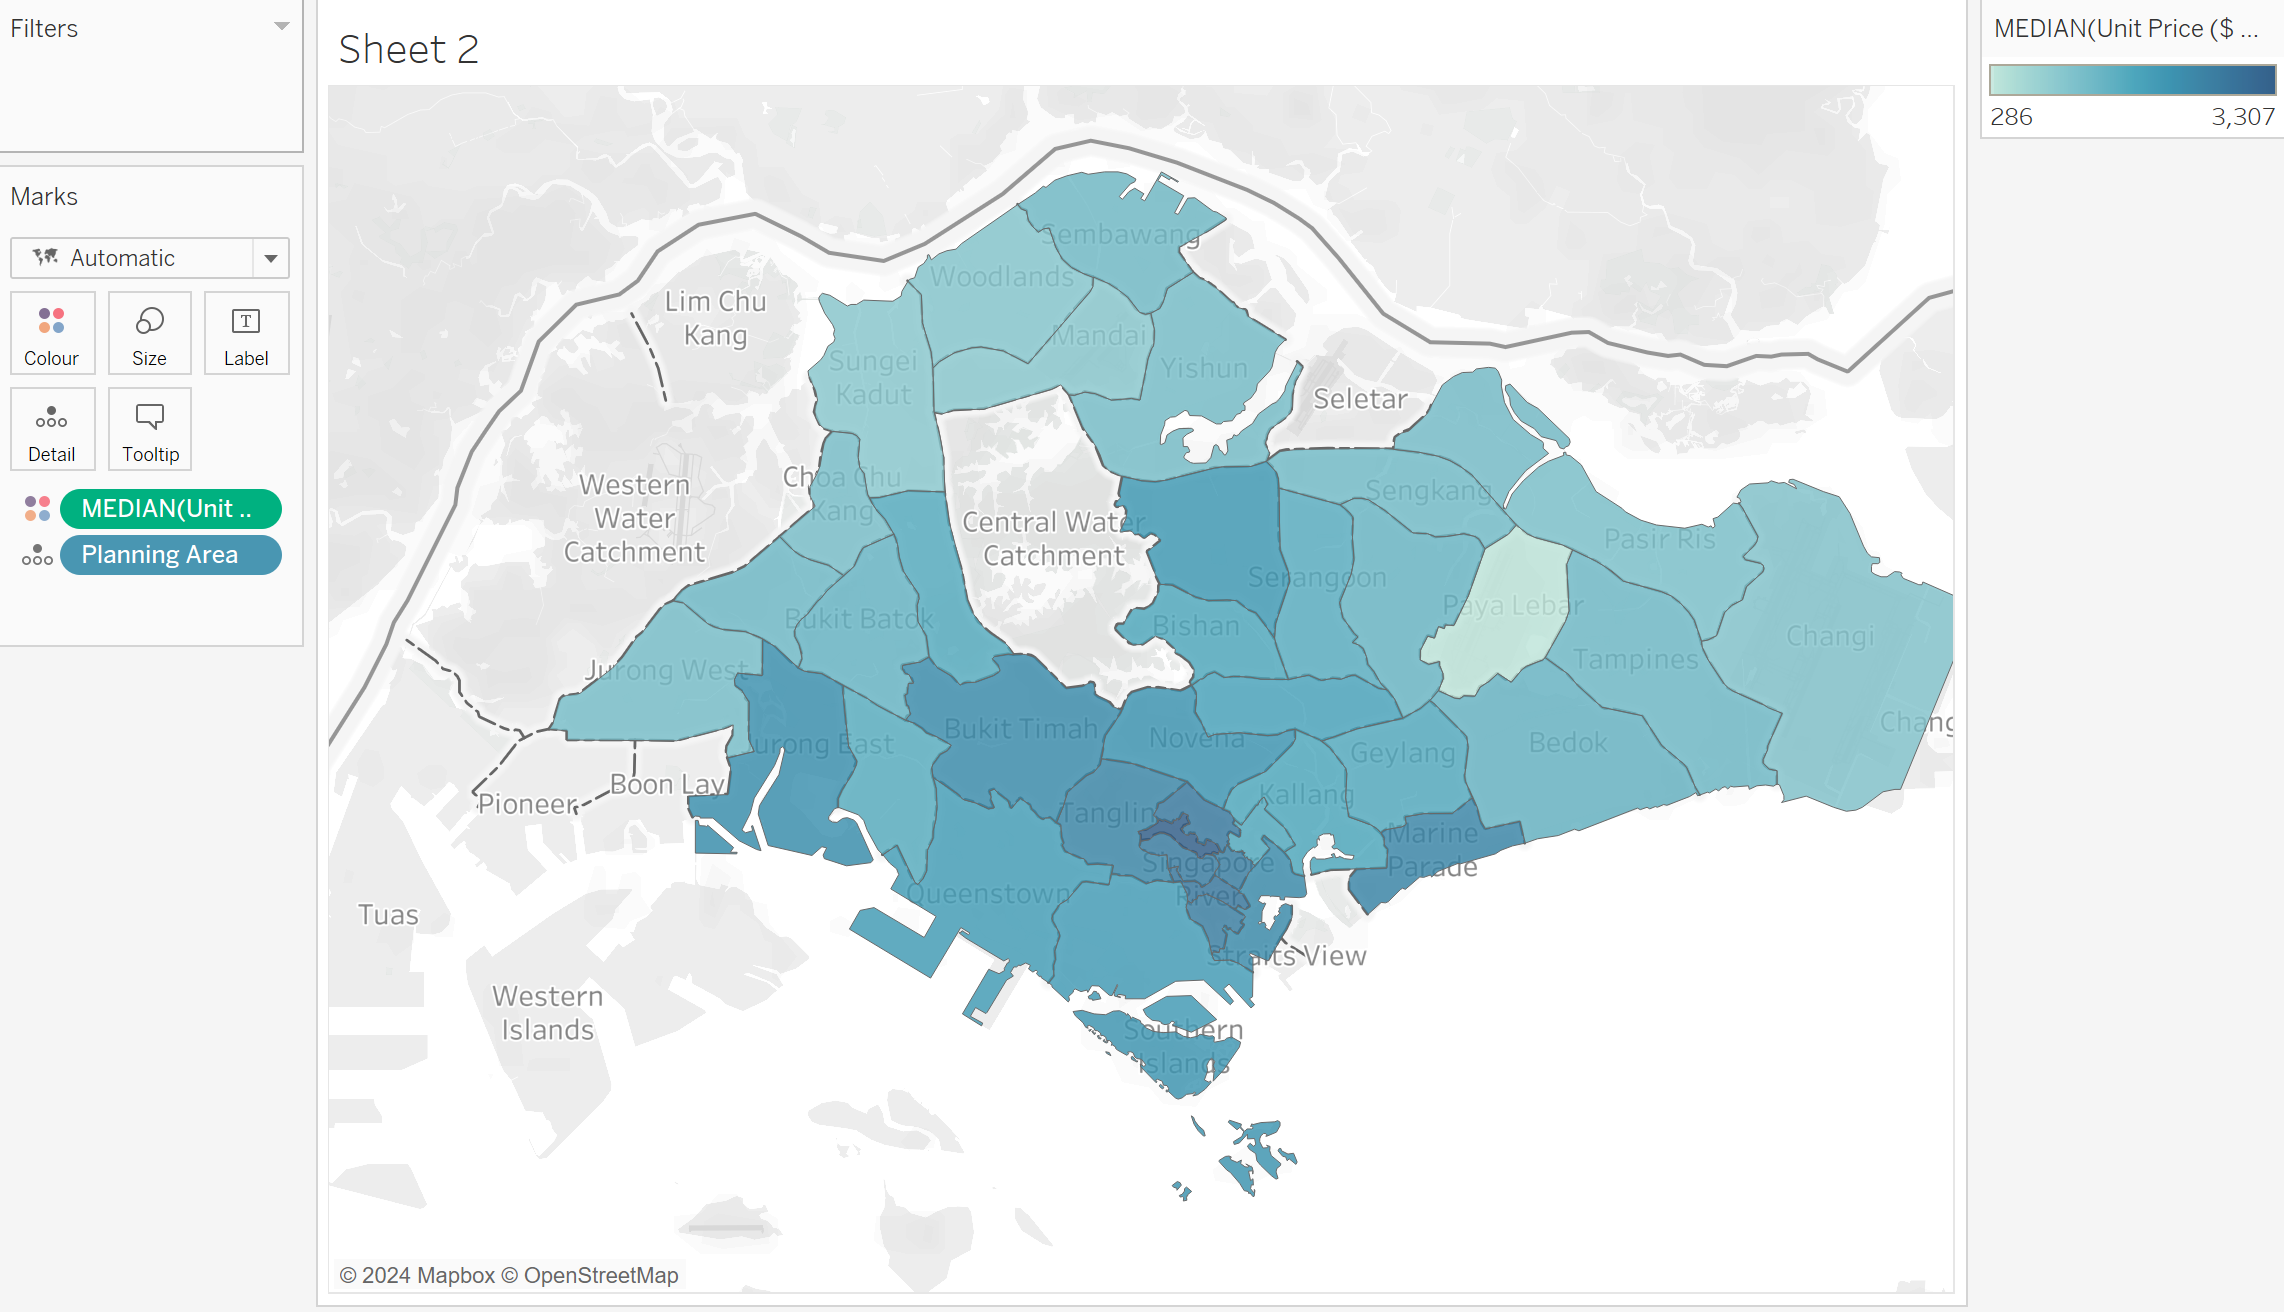 Filters
Marks
Automatic
Colour
Size
Label
Detail
Tooltip
MEDIAN(Unit ..
Planning Area
Sheet 2
Sembawang
Woodlands
Lim Chu
Kang
Mandai
Sungei
Kadut
Yishun
Seletar
Choa Chu
Kang
Western
Water
Catchment
Central Water
Catchment
Sengkang
Pasir Ris
Serangoon
Paya Lebar
Bukit Batok
Bishan
Changi
Jurong West
Tampines
Chang
Bukit Timah
Novena
Jurong East
Geylang
Bedok
Boon Lay
Pioneer
Kallang
Tanglin
Marine
Parade
Singapore
River
Queenstown
Tuas
Straits View
Western
Islands
Southern
Islands
© 2024 Mapbox © OpenStreetMap
MEDIAN(Unit Price ($ ...
286
3,307